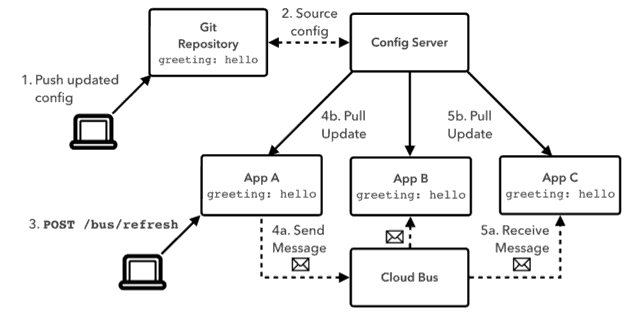 Git
Repository
greeting: hello
2. Source
config
Config Server
1. Push updated
config
4b. Pull
Update
5b. Pull
Update
App A
greeting: hello
App B
greeting: hello
App C
greeting: hello
3. POST /bus/refresh
4a. Send
Message
5a. Receive
Message
Cloud Bus